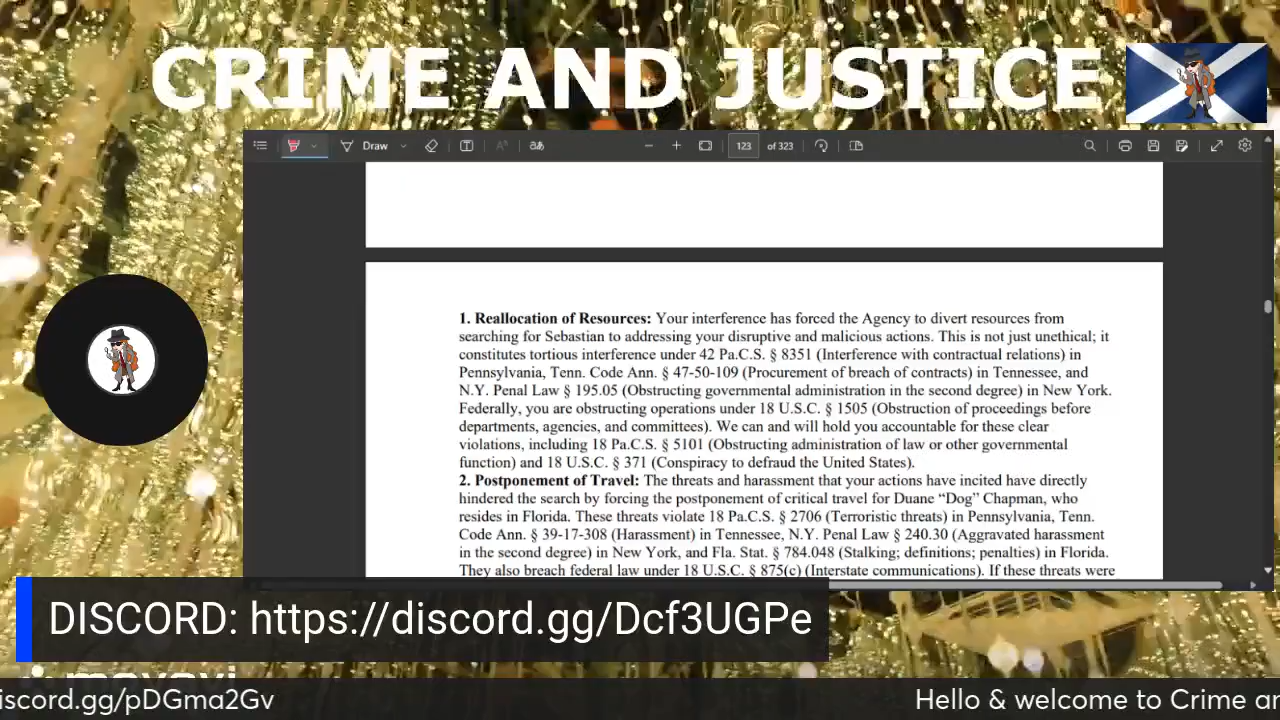 CRIME AND JUSTICE
Draw
123 of 323
1. Reallocation of Resources: Your interference has forced the Agency to divert resources from
searching for Sebastian to addressing your disruptive and malicious actions. This is not just unethical; it
constitutes tortious interference under 42 Pa.C.S. § 8351 (Interference with contractual relations) in
Pennsylvania, Tenn. Code Ann. § 47-50-109 (Procurement of breach of contracts) in Tennessee, and
N.Y. Penal Law § 195.05 (Obstructing governmental administration in the second degree) in New York.
Federally, you are obstructing operations under 18 U.S.C. § 1505 (Obstruction of proceedings before
departments, agencies, and committees). We can and will hold you accountable for these clear
violations, including 18 Pa.C.S. § 5101 (Obstructing administration of law or other governmental
function) and 18 U.S.C. § 371 (Conspiracy to defraud the United States).
2. Postponement of Travel: The threats and harassment that your actions have incited have directly
hindered the search by forcing the postponement of critical travel for Duane “Dog” Chapman, who
resides in Florida. These threats violate 18 Pa.C.S. § 2706 (Terroristic threats) in Pennsylvania, Tenn.
Code Ann. § 39-17-308 (Harassment) in Tennessee, N.Y. Penal Law § 240.30 (Aggravated harassment
in the second degree) in New York, and Fla. Stat. § 784.048 (Stalking; definitions; penalties) in Florida.
They also breach federal law under 18 U.S.C. § 875(c) (Interstate communications). If these threats were
DISCORD: https://discord.gg/Dcf3UGPe
iscord.gg/pDGma2Gv
Hello & welcome to Crime ar